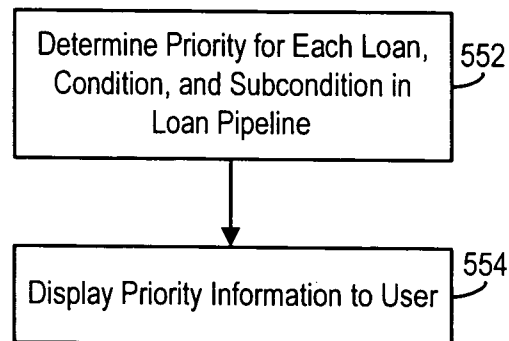 Determine Priority for Each Loan,
Condition, and Subcondition in
Loan Pipeline
552
Display Priority Information to User
554